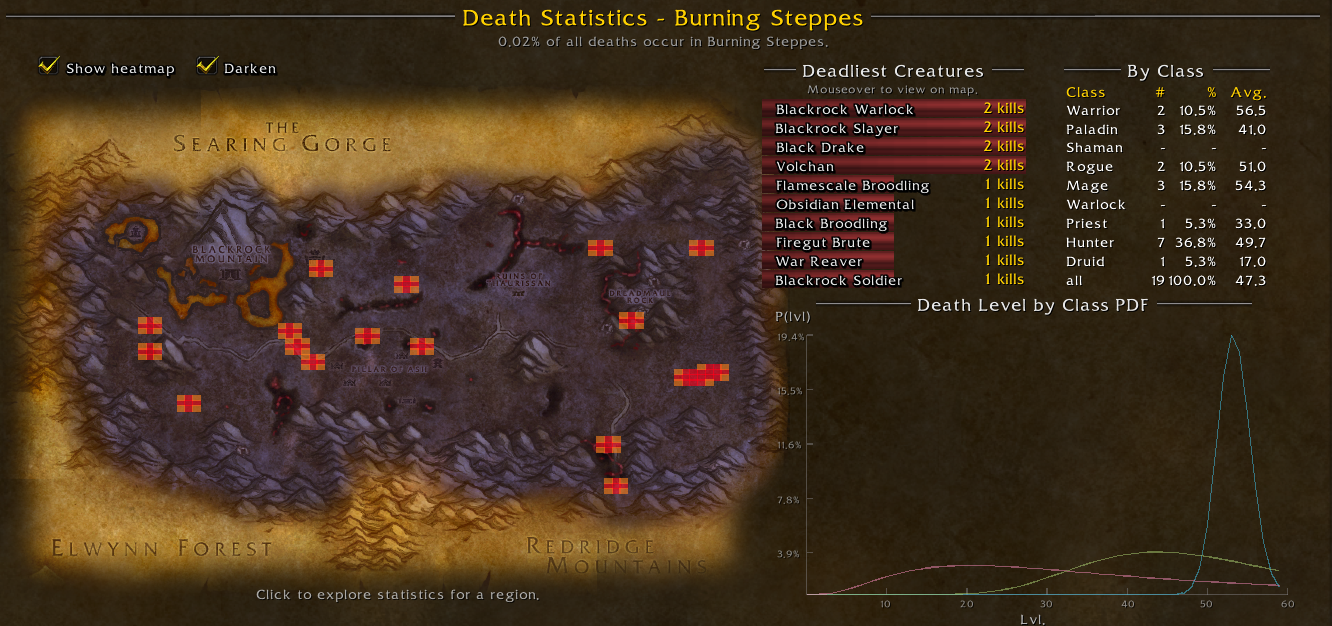 Death Statistics - Burning Steppes
0.02% of all deaths occur in Burning Steppes.
Show heatmap
Darken
THE
SEARING GORGE
BLACKROCK
MOUNTAIN
RUINS OF
THAURISSAN
DREADMAUL
ROCK
PILLAR OF ASH
ELWYNN FOREST
REDRIDGE
MOUNTAINS
Click to explore statistics for a region.
Deadliest Creatures
Mouseover to view on map.
Blackrock Warlock 2 kills
Blackrock Slayer 2 kills
Black Drake 2 kills
Volchan 2 kills
Flamescale Broodling 1 kills
Obsidian Elemental 1 kills
Black Broodling 1 kills
Firegut Brute 1 kills
War Reaver 1 kills
Blackrock Soldier 1 kills
By Class
Class # % Avg.
Warrior 2 10.5% 56.5
Paladin 3 15.8% 41.0
Shaman - - -
Rogue 2 10.5% 51.0
Mage 3 15.8% 54.3
Warlock - - -
Priest 1 5.3% 33.0
Hunter 7 36.8% 49.7
Druid 1 5.3% 17.0
all 19 100.0% 47.3
Death Level by Class PDF
P(lvl)
19.4%
15.5%
11.6%
7.8%
3.9%
10 20 30 40 50 60
Lvl.